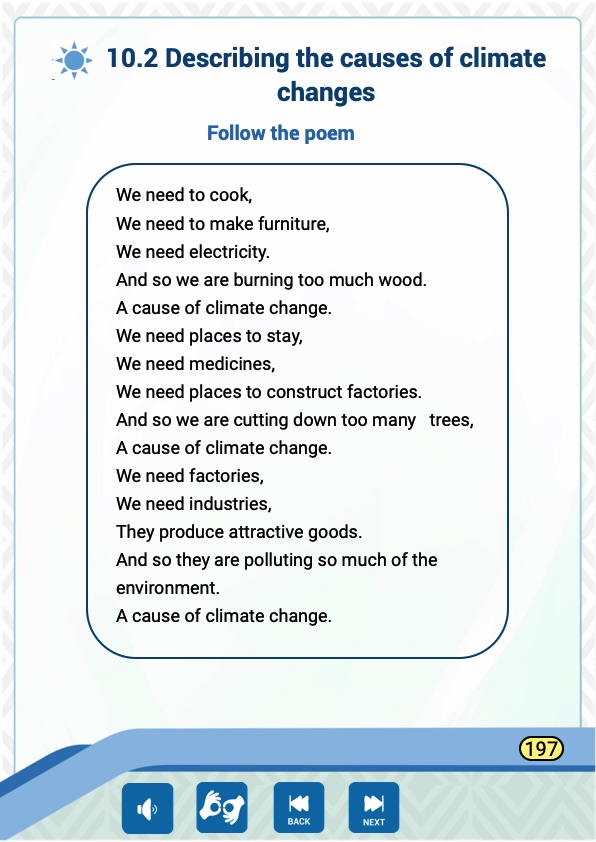 10.2 Describing the causes of climate
changes
Follow the poem
We need to cook,
We need to make furniture,
We need electricity.
And so we are burning too much wood.
A cause of climate change.
We need places to stay,
We need medicines,
We need places to construct factories.
And so we are cutting down too many trees,
A cause of climate change.
We need factories,
We need industries,
They produce attractive goods.
And so they are polluting so much of the
environment.
A cause of climate change.
197
BACK
NEXT